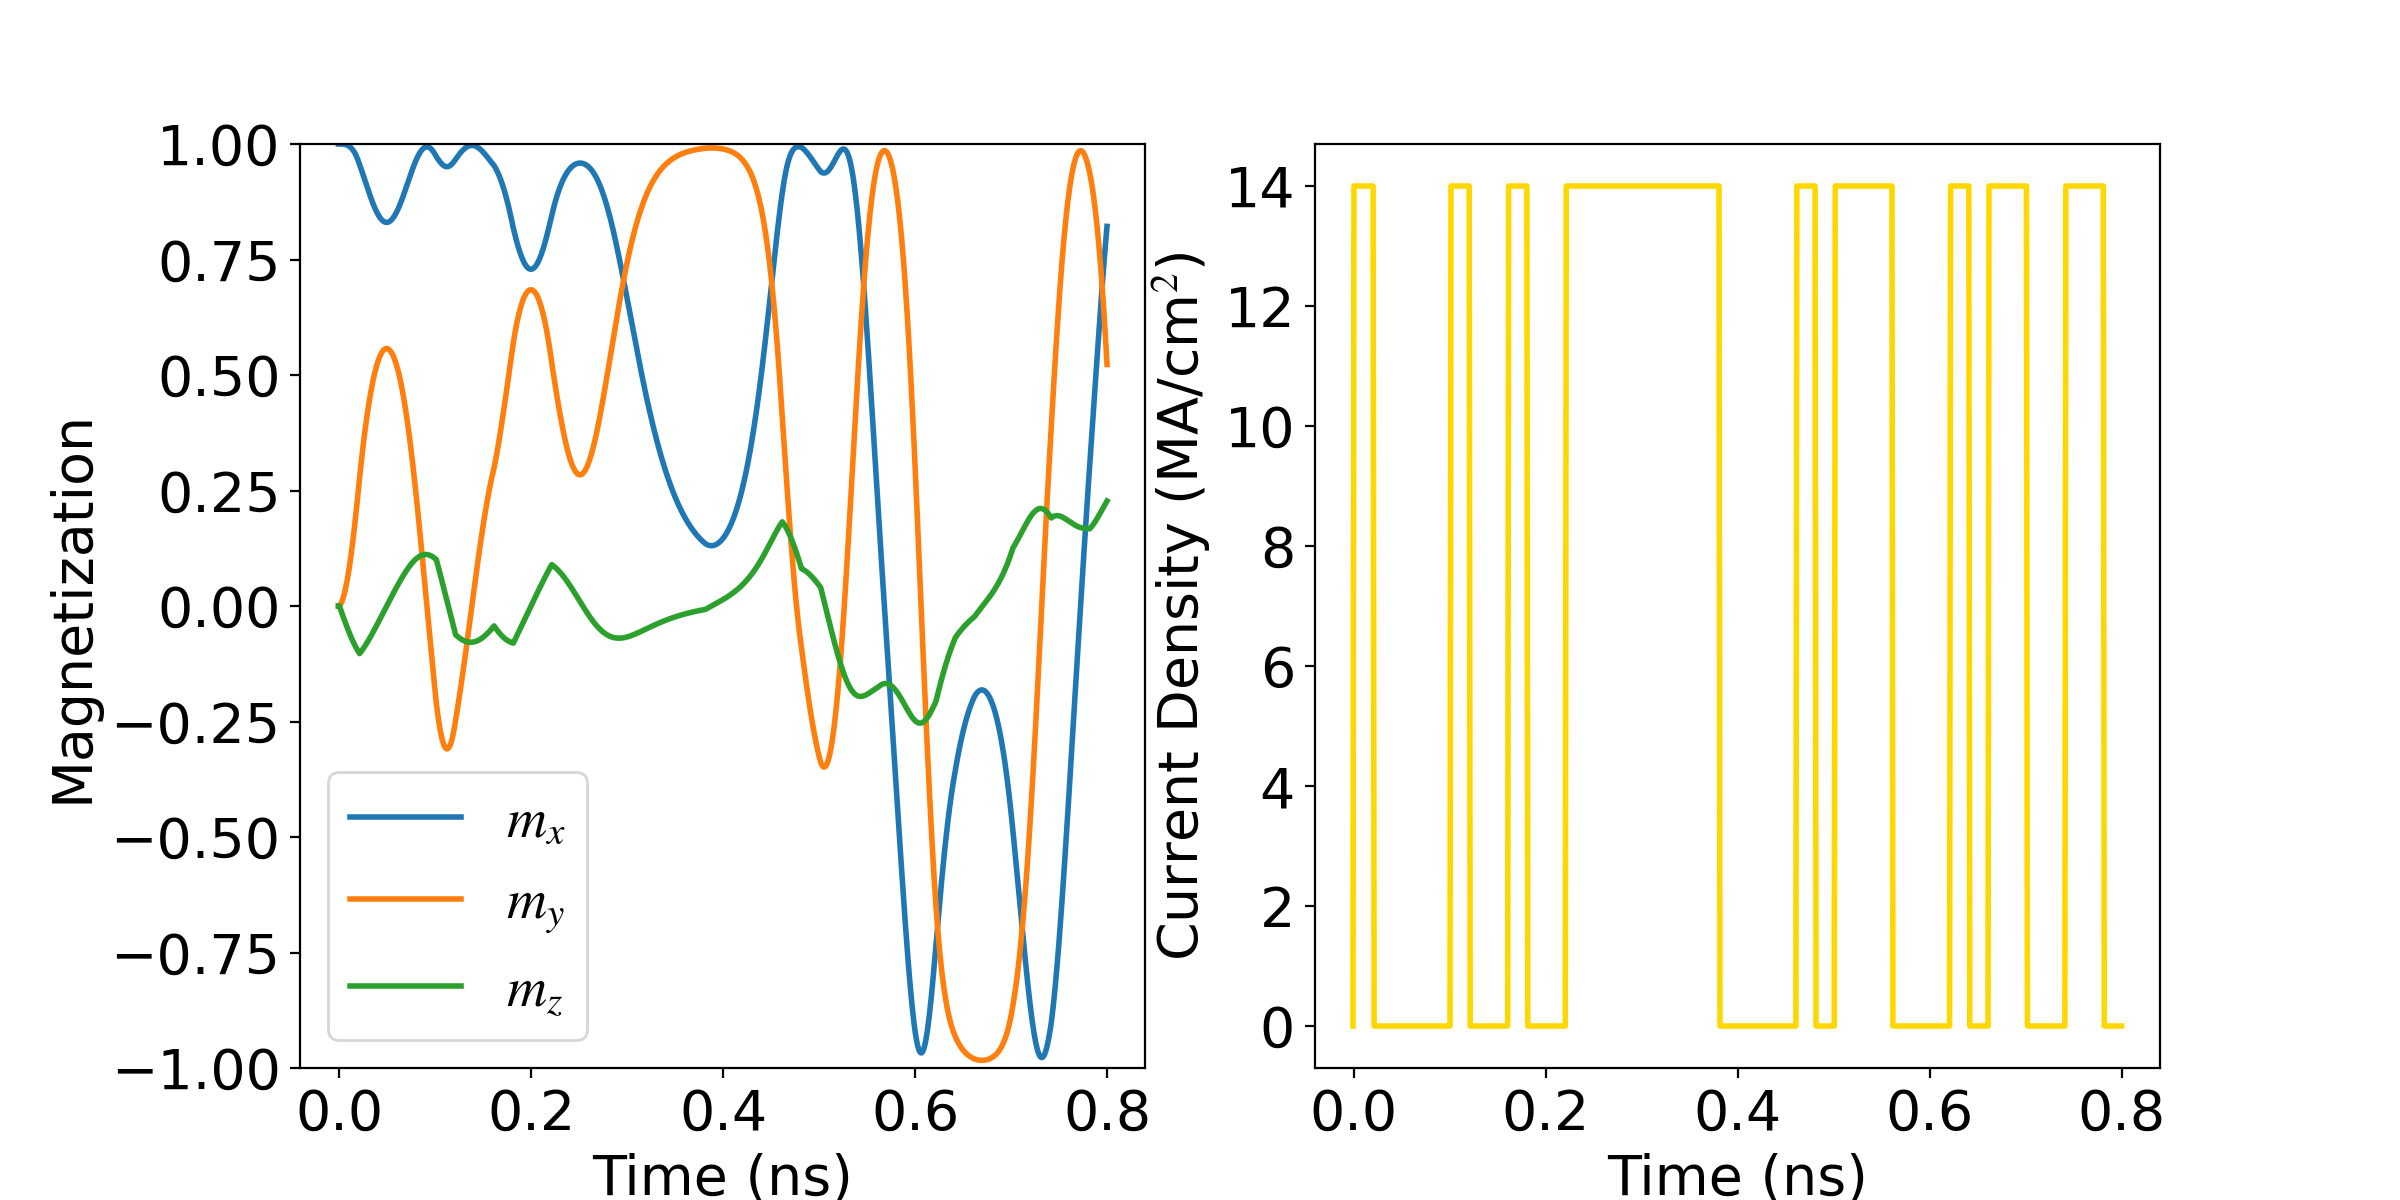 Magnetization
1.00
0.75
0.50
0.25
0.00
−0.25
−0.50
−0.75
−1.00
m_x
m_y
m_z
0.0 0.2 0.4 0.6 0.8
Time (ns)
Current Density (MA/cm²)
14
12
10
8
6
4
2
0
0.0 0.2 0.4 0.6 0.8
Time (ns)